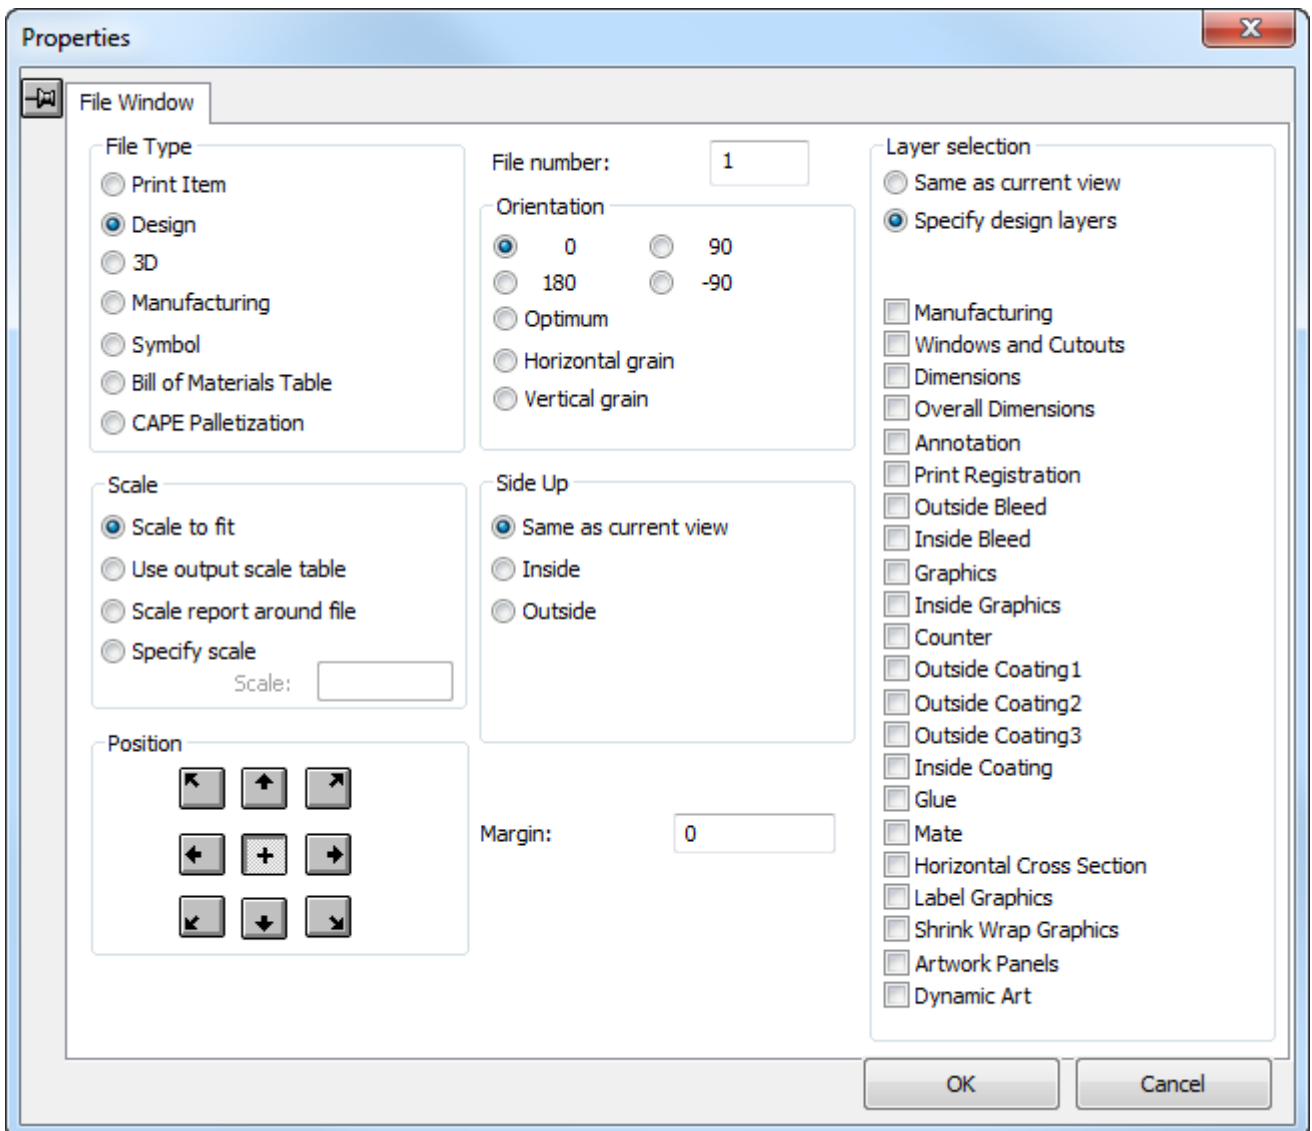 Properties
File Window
File Type
Print Item
Design
3D
Manufacturing
Symbol
Bill of Materials Table
CAPE Palletization
File number: 1
Orientation
0 90
180 -90
Optimum
Horizontal grain
Vertical grain
Scale
Scale to fit
Use output scale table
Scale report around file
Specify scale
Scale:
Side Up
Same as current view
Inside
Outside
Position
Margin: 0
Layer selection
Same as current view
Specify design layers
Manufacturing
Windows and Cutouts
Dimensions
Overall Dimensions
Annotation
Print Registration
Outside Bleed
Inside Bleed
Graphics
Inside Graphics
Counter
Outside Coating1
Outside Coating2
Outside Coating3
Inside Coating
Glue
Mate
Horizontal Cross Section
Label Graphics
Shrink Wrap Graphics
Artwork Panels
Dynamic Art
OK Cancel